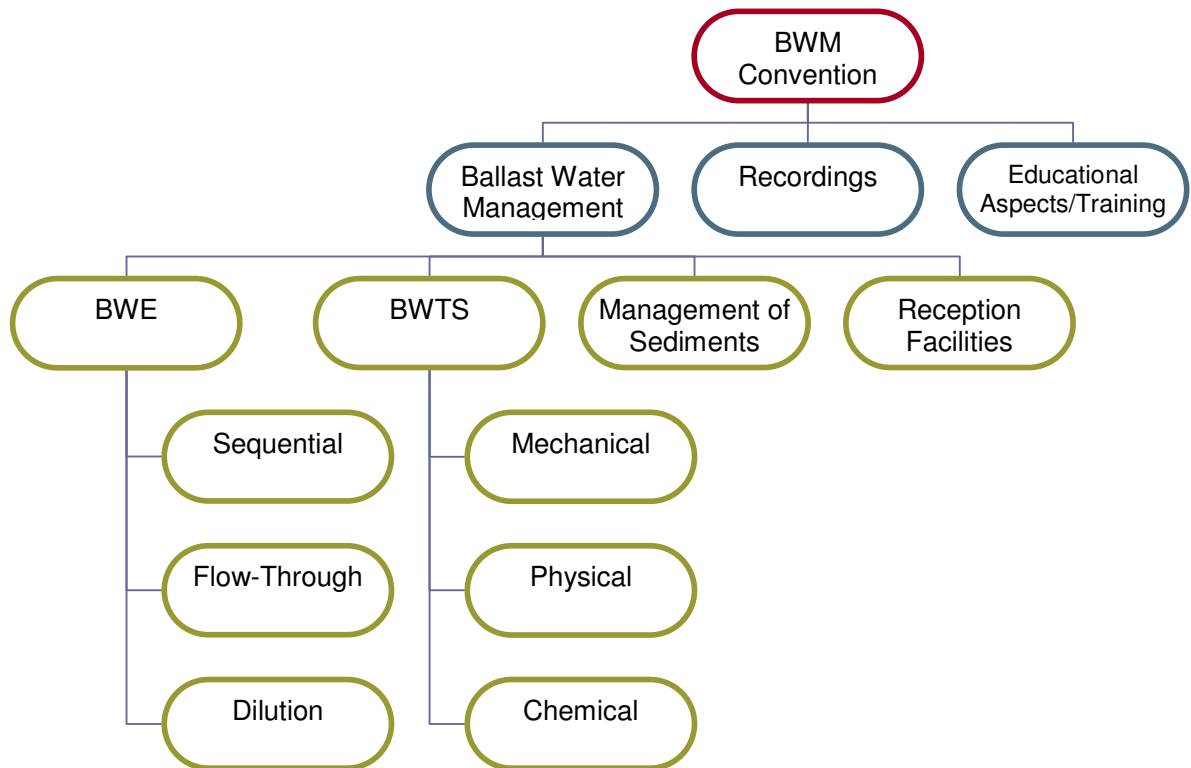 BWM
Convention
Ballast Water
Management
Recordings
Educational
Aspects/Training
BWE
BWTS
Management of
Sediments
Reception
Facilities
Sequential
Mechanical
Flow-Through
Physical
Dilution
Chemical